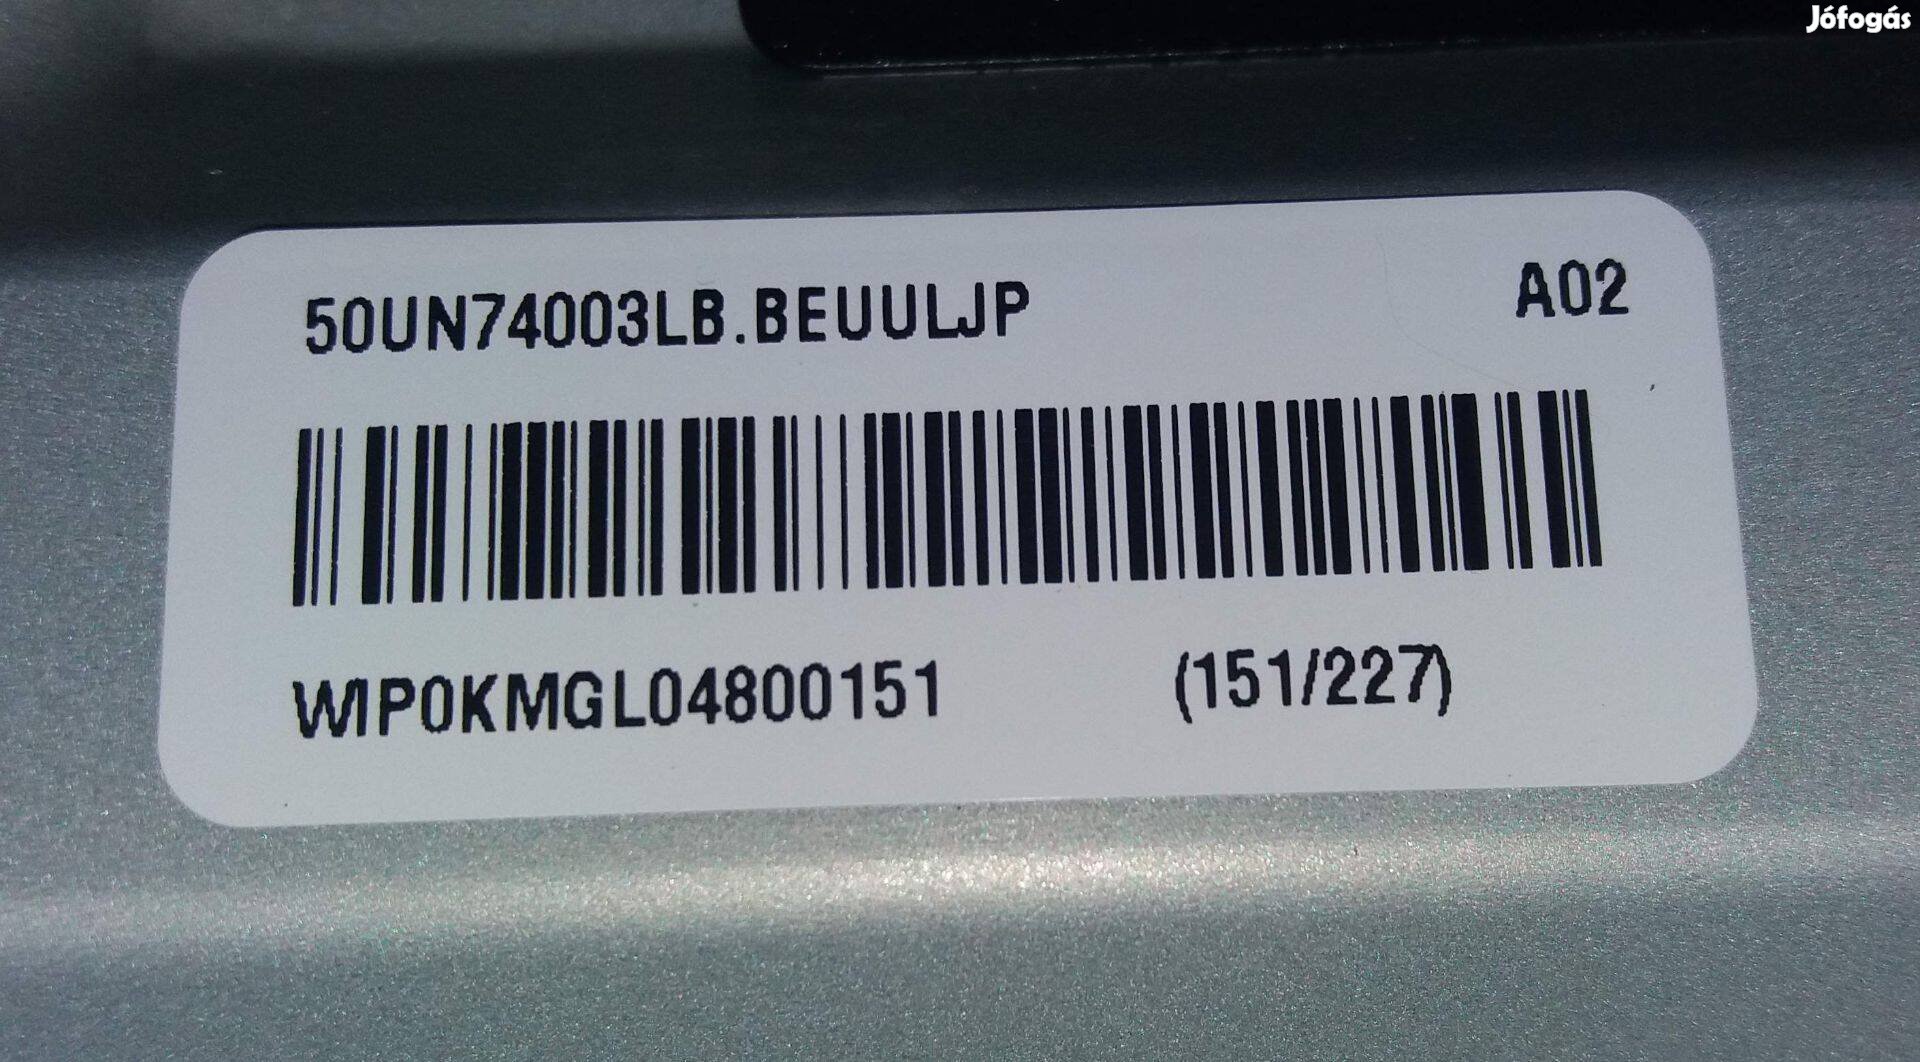 Jófogás
50UN74003LB.BEUULJP A02
WIP0KMGL04800151 (151/227)